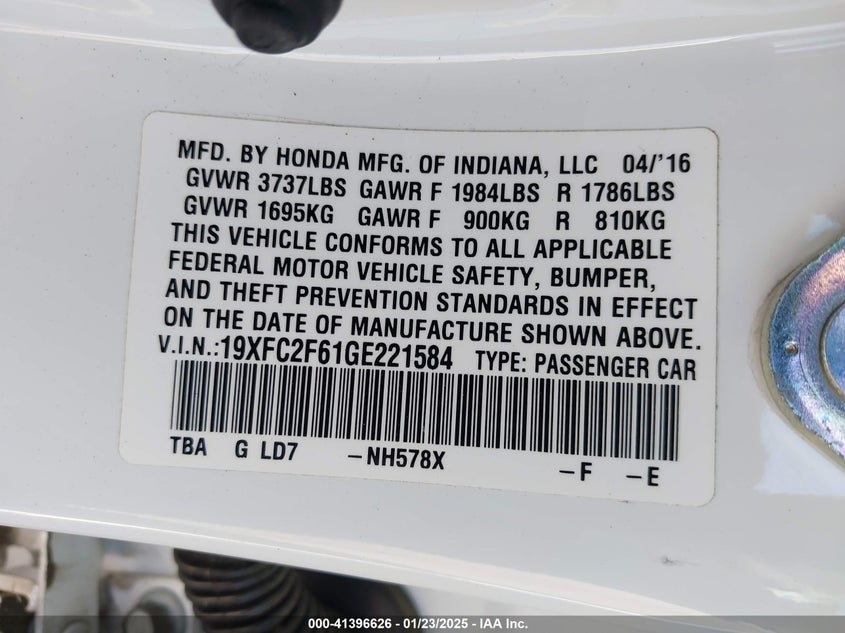 MFD. BY HONDA MFG. OF INDIANA, LLC 04/'16
GVWR 3737LBS GAWR F 1984LBS R 1786LBS
GVWR 1695KG GAWR F 900KG R 810KG
THIS VEHICLE CONFORMS TO ALL APPLICABLE
FEDERAL MOTOR VEHICLE SAFETY, BUMPER,
AND THEFT PREVENTION STANDARDS IN EFFECT
ON THE DATE OF MANUFACTURE SHOWN ABOVE.
V.I.N.:19XFC2F61GE221584 TYPE: PASSENGER CAR
TBA G LD7 –NH578X –F –E
000-41396626 - 01/23/2025 - IAA Inc.